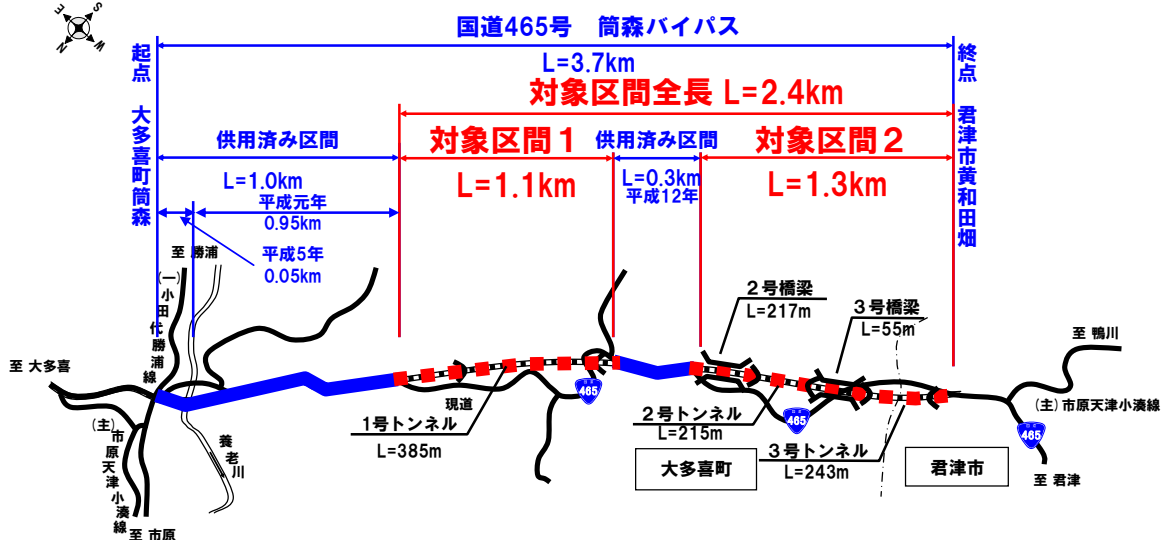 E
S
N
W
国道465号 筒森バイパス
L=3.7km
起点 大多喜町筒森
終点 君津市黄和田畑
対象区間全長 L=2.4km
供用済み区間
L=1.0km
対象区間1
L=1.1km
供用済み区間
L=0.3km
平成12年
対象区間2
L=1.3km
平成元年
0.95km
平成5年
0.05km
至 勝浦
(一)小田代勝浦線
至 大多喜
(主)市原天津小湊線
至 市原
養老川
現道
1号トンネル
L=385m
465
2号橋梁
L=217m
3号橋梁
L=55m
2号トンネル
L=215m
465
3号トンネル
L=243m
大多喜町
君津市
至 鴨川
(主)市原天津小湊線
465
至 君津